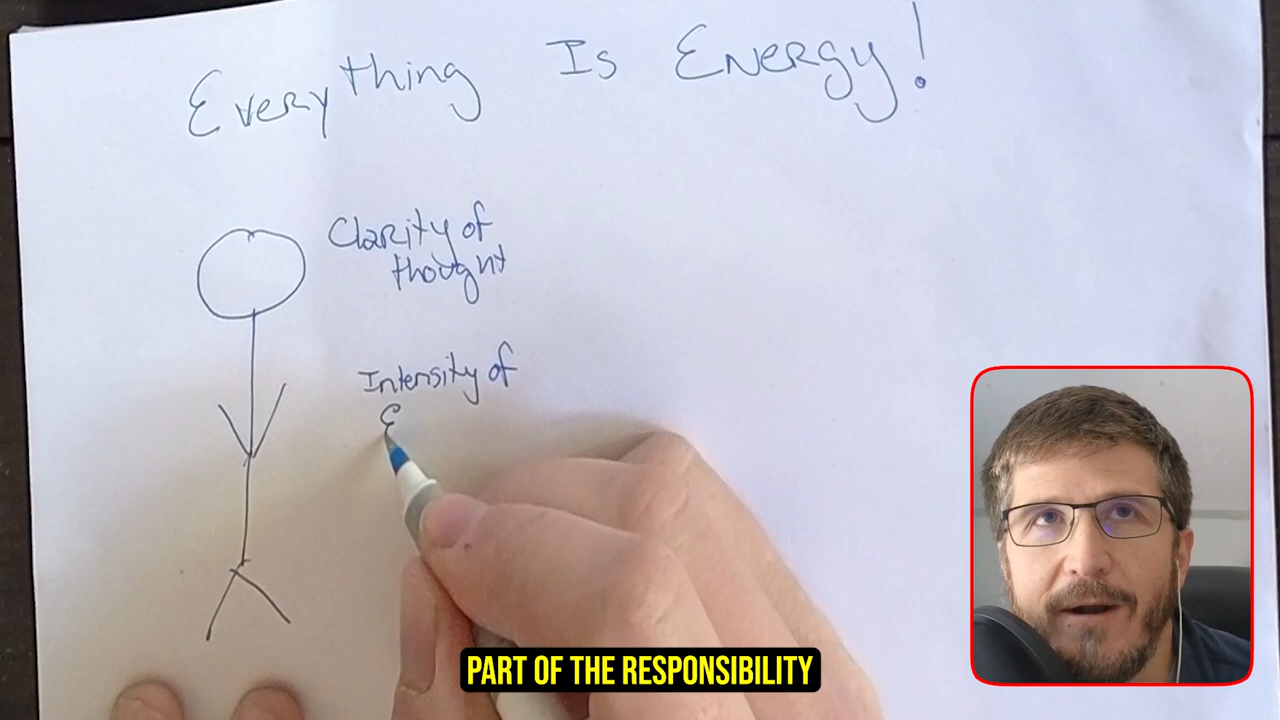 Everything Is Energy!
Clarity of
thought
Intensity of
E
PART OF THE RESPONSIBILITY